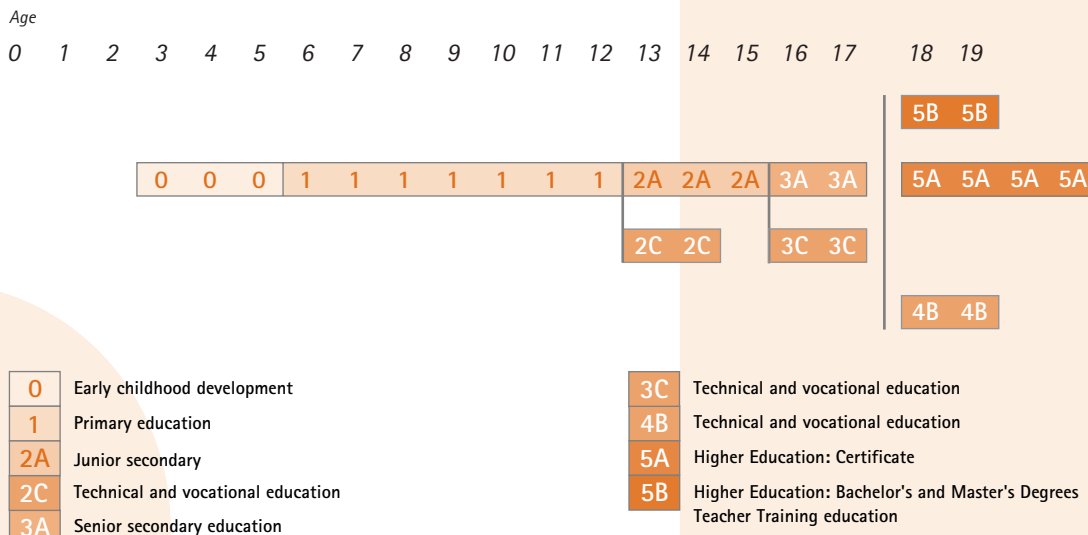 Age
0 1 2 3 4 5 6 7 8 9 10 11 12 13 14 15 16 17 18 19
5B 5B
0 0 0 1 1 1 1 1 1 1 2A 2A 2A 3A 3A 5A 5A 5A 5A
2C 2C 3C 3C
4B 4B
0 Early childhood development
1 Primary education
2A Junior secondary
2C Technical and vocational education
3A Senior secondary education
3C Technical and vocational education
4B Technical and vocational education
5A Higher Education: Certificate
5B Higher Education: Bachelor's and Master's Degrees
Teacher Training education